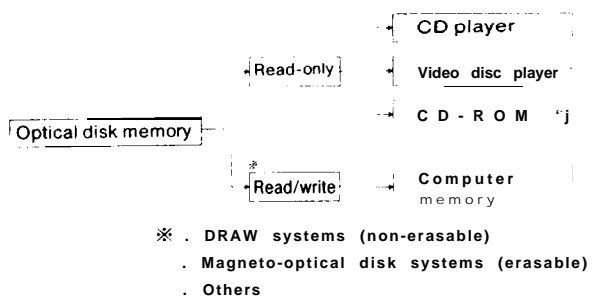 CD player
Read-only
Video disc player
CD-ROM
Optical disk memory
※
Read/write
Computer
memory
※ . DRAW systems (non-erasable)
. Magneto-optical disk systems (erasable)
. Others